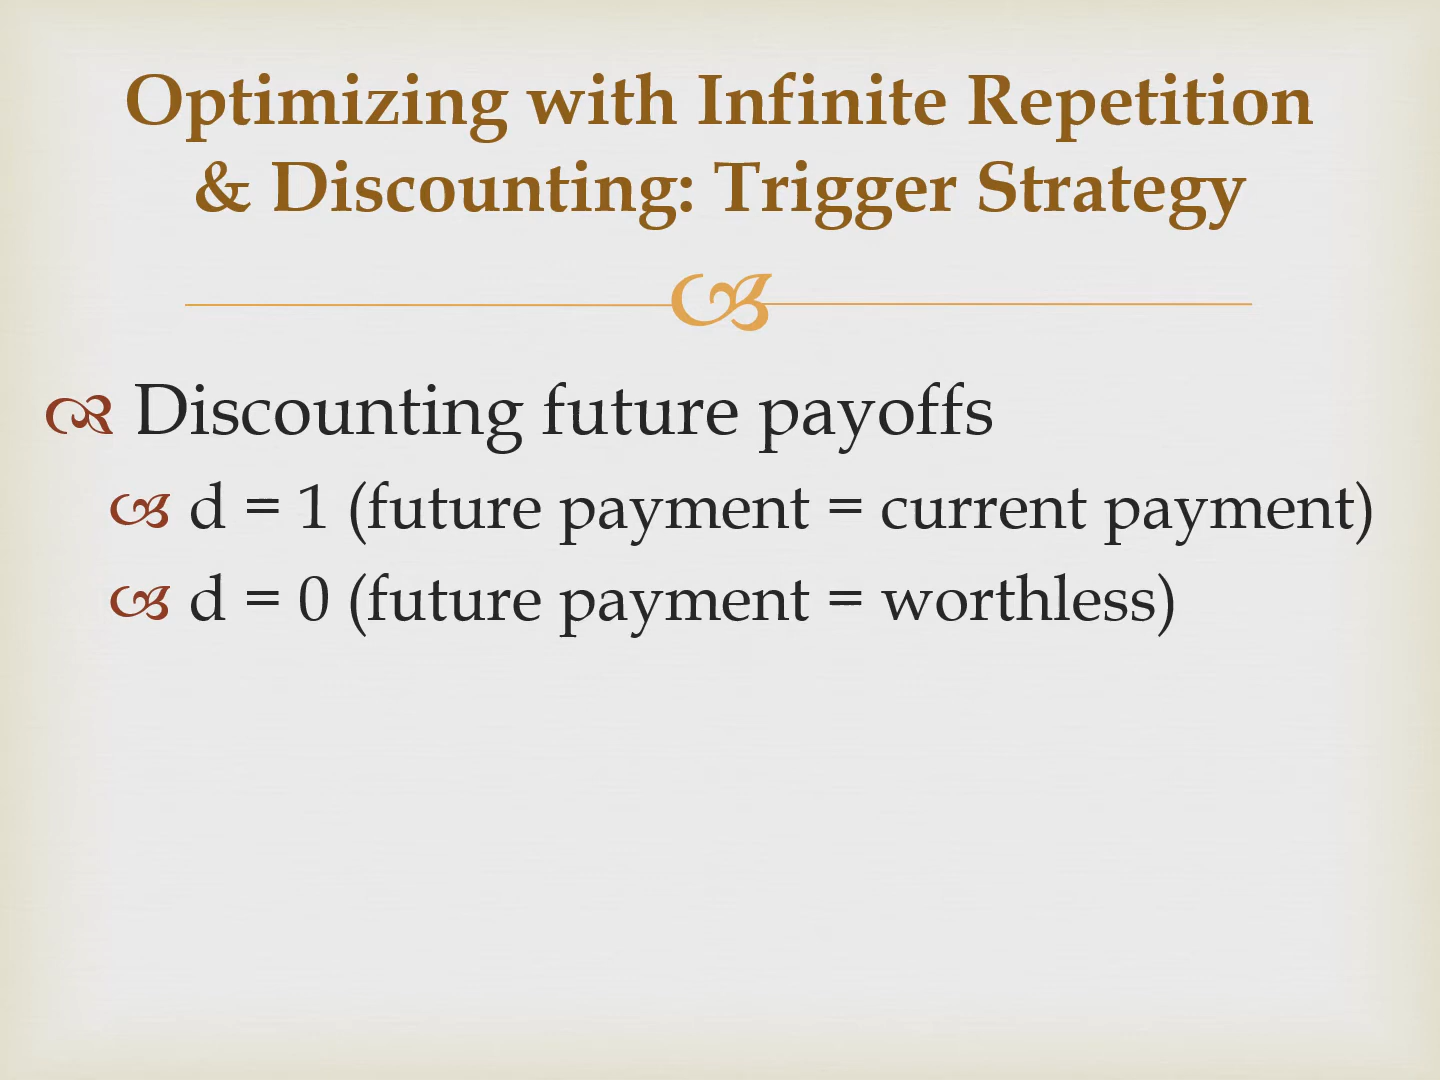 Optimizing with Infinite Repetition
& Discounting: Trigger Strategy
Discounting future payoffs
d = 1 (future payment = current payment)
d = 0 (future payment = worthless)